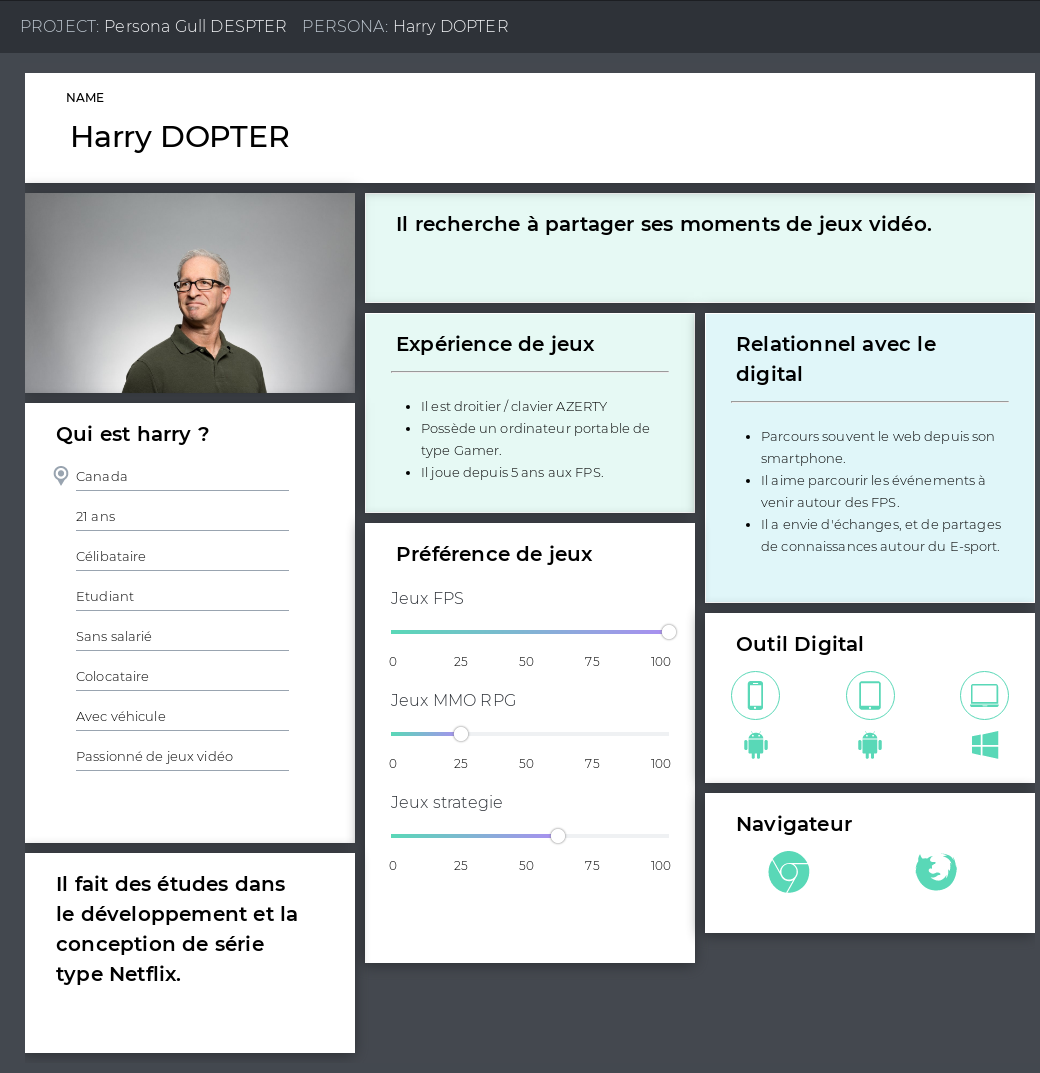 PROJECT: Persona Gull DESPTER PERSONA: Harry DOPTER
NAME
Harry DOPTER
Il recherche à partager ses moments de jeux vidéo.
Qui est harry ?
Canada
21 ans
Célibataire
Etudiant
Sans salarié
Colocataire
Avec véhicule
Passionné de jeux vidéo
Il fait des études dans
le développement et la
conception de série
type Netflix.
Expérience de jeux
Il est droitier / clavier AZERTY
Possède un ordinateur portable de
type Gamer.
Il joue depuis 5 ans aux FPS.
Préférence de jeux
Jeux FPS
0 25 50 75 100
Jeux MMO RPG
0 25 50 75 100
Jeux strategie
0 25 50 75 100
Relationnel avec le
digital
Parcours souvent le web depuis son
smartphone.
Il aime parcourir les événements à
venir autour des FPS.
Il a envie d'échanges, et de partages
de connaissances autour du E-sport.
Outil Digital
Navigateur